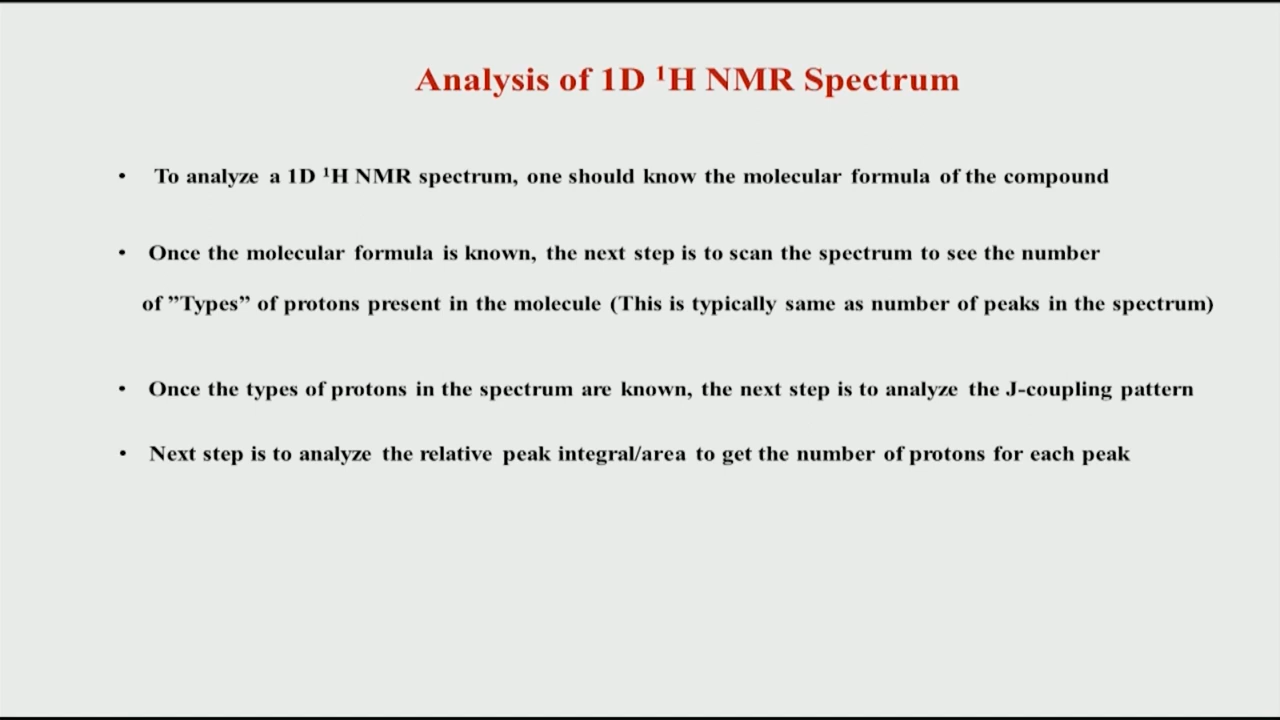 Analysis of 1D ¹H NMR Spectrum
• To analyze a 1D ¹H NMR spectrum, one should know the molecular formula of the compound
• Once the molecular formula is known, the next step is to scan the spectrum to see the number
of ”Types” of protons present in the molecule (This is typically same as number of peaks in the spectrum)
• Once the types of protons in the spectrum are known, the next step is to analyze the J-coupling pattern
• Next step is to analyze the relative peak integral/area to get the number of protons for each peak